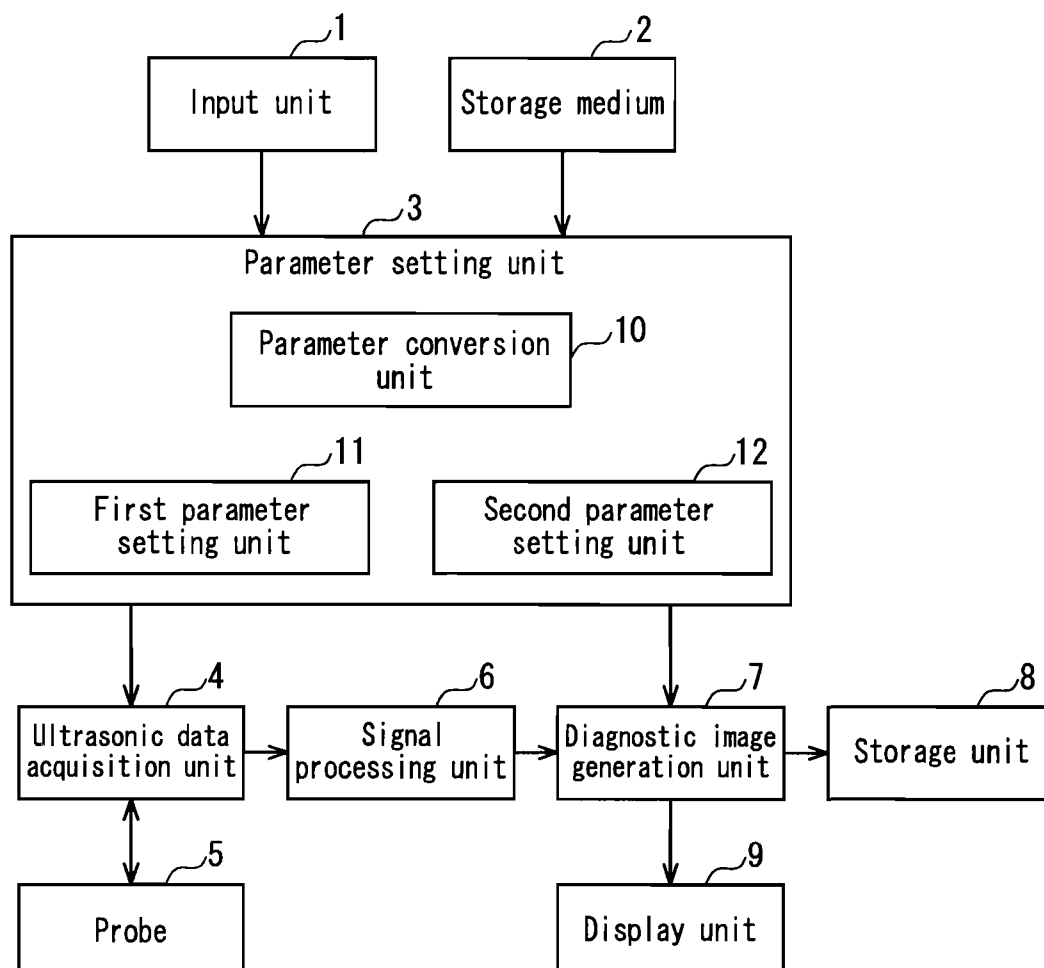 1
2
Input unit
Storage medium
3
Parameter setting unit
10
Parameter conversion
unit
11
12
First parameter
setting unit
Second parameter
setting unit
4
6
7
8
Ultrasonic data
acquisition unit
Signal
processing unit
Diagnostic image
generation unit
Storage unit
5
9
Probe
Display unit